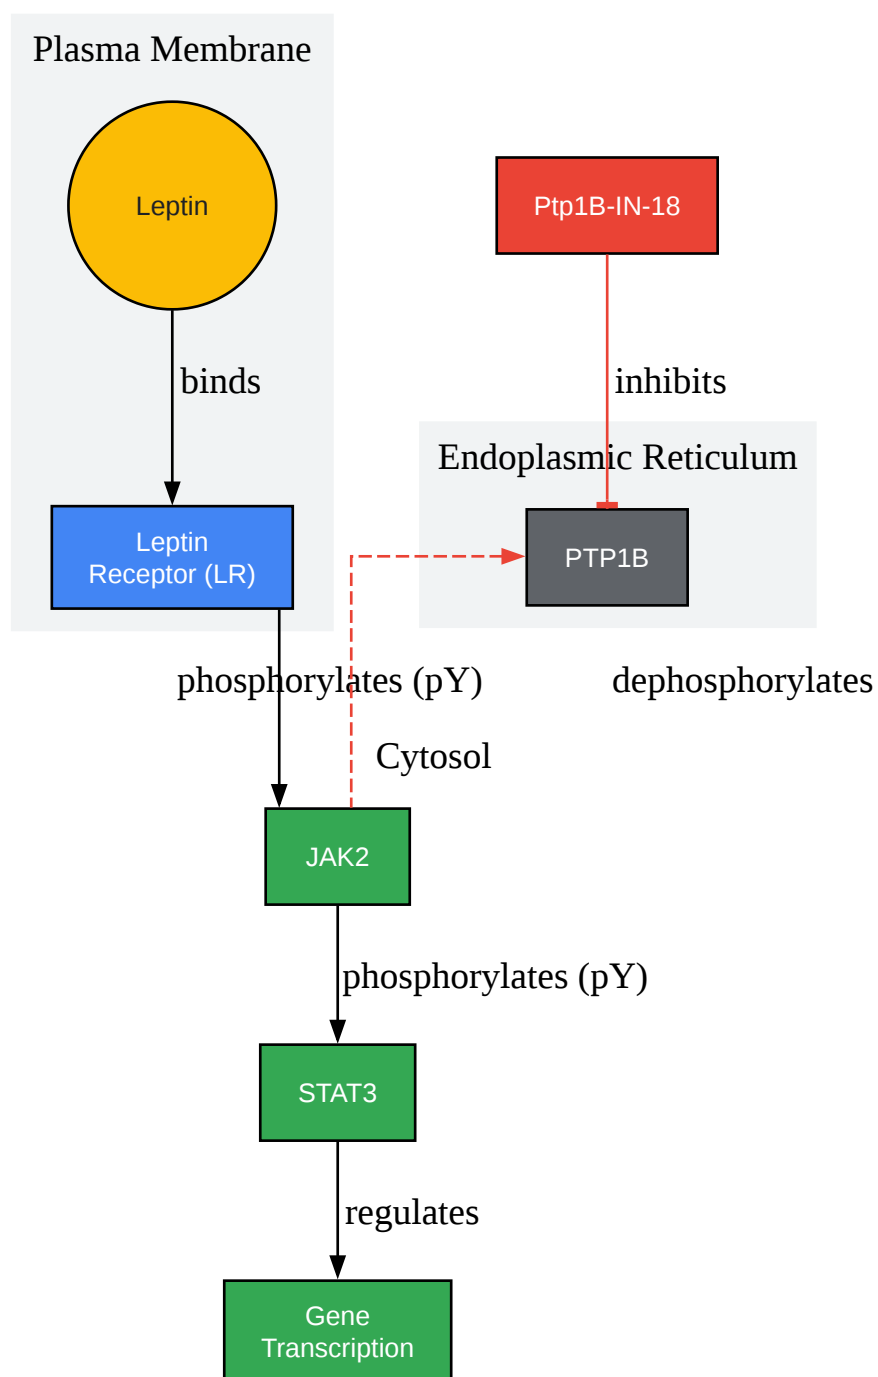 Plasma Membrane
Leptin
Ptp1B-IN-18
binds
inhibits
Endoplasmic Reticulum
Leptin
Receptor (LR)
PTP1B
phosphorylates (pY)
dephosphorylates
Cytosol
JAK2
phosphorylates (pY)
STAT3
regulates
Gene
Transcription